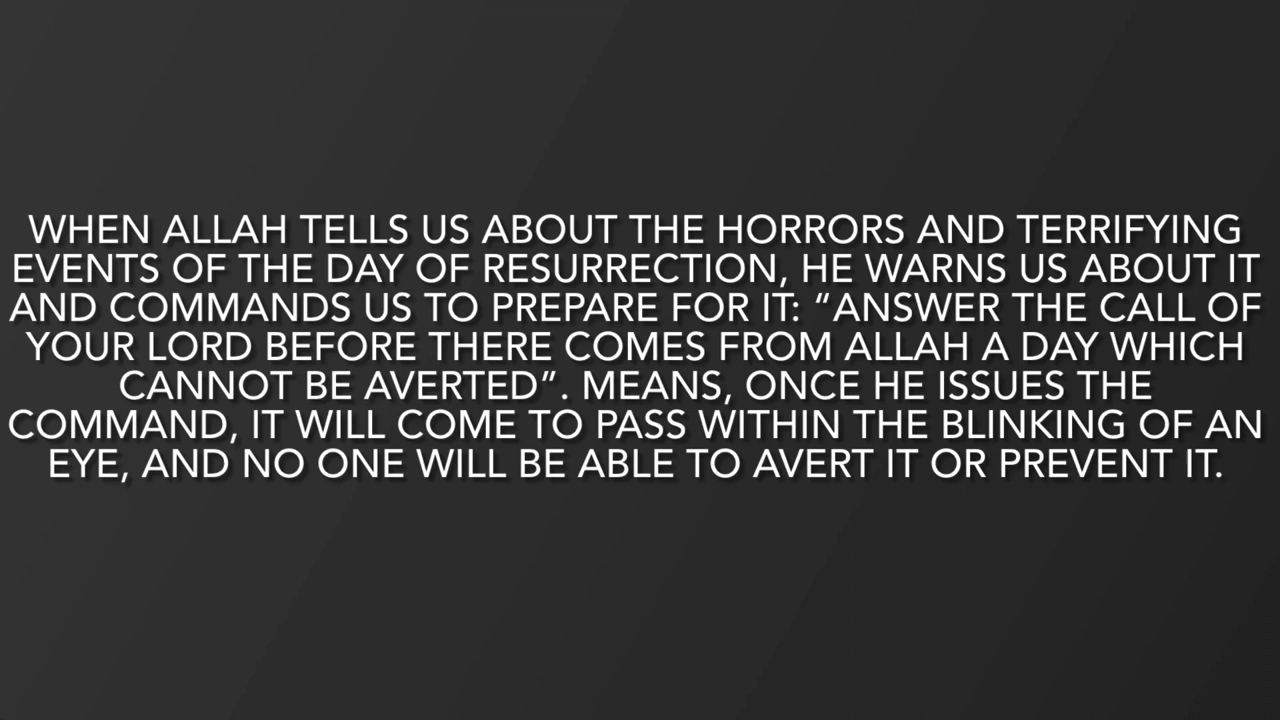 WHEN ALLAH TELLS US ABOUT THE HORRORS AND TERRIFYING
EVENTS OF THE DAY OF RESURRECTION, HE WARNS US ABOUT IT
AND COMMANDS US TO PREPARE FOR IT: “ANSWER THE CALL OF
YOUR LORD BEFORE THERE COMES FROM ALLAH A DAY WHICH
CANNOT BE AVERTED”. MEANS, ONCE HE ISSUES THE
COMMAND, IT WILL COME TO PASS WITHIN THE BLINKING OF AN
EYE, AND NO ONE WILL BE ABLE TO AVERT IT OR PREVENT IT.